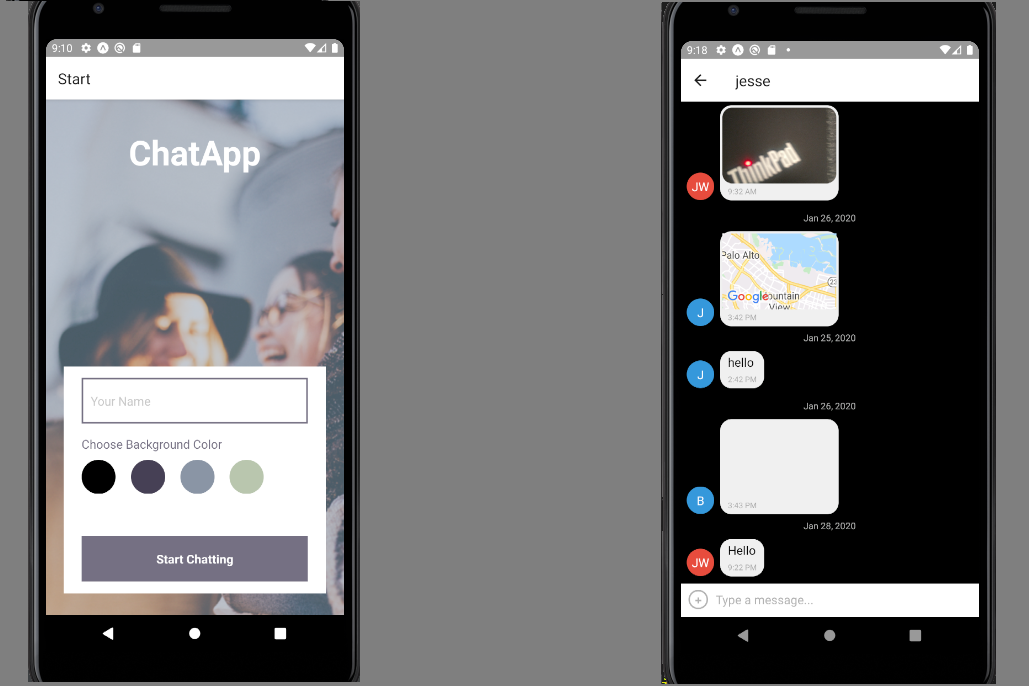 9:10
Start
ChatApp
Your Name
Choose Background Color
Start Chatting
9:18
jesse
ThinkPad
JW
9:32 AM
Jan 26, 2020
Palo Alto
Google
ountain
View
J
3:42 PM
Jan 25, 2020
hello
J
2:42 PM
Jan 26, 2020
B
3:43 PM
Jan 28, 2020
Hello
JW
9:22 PM
Type a message...